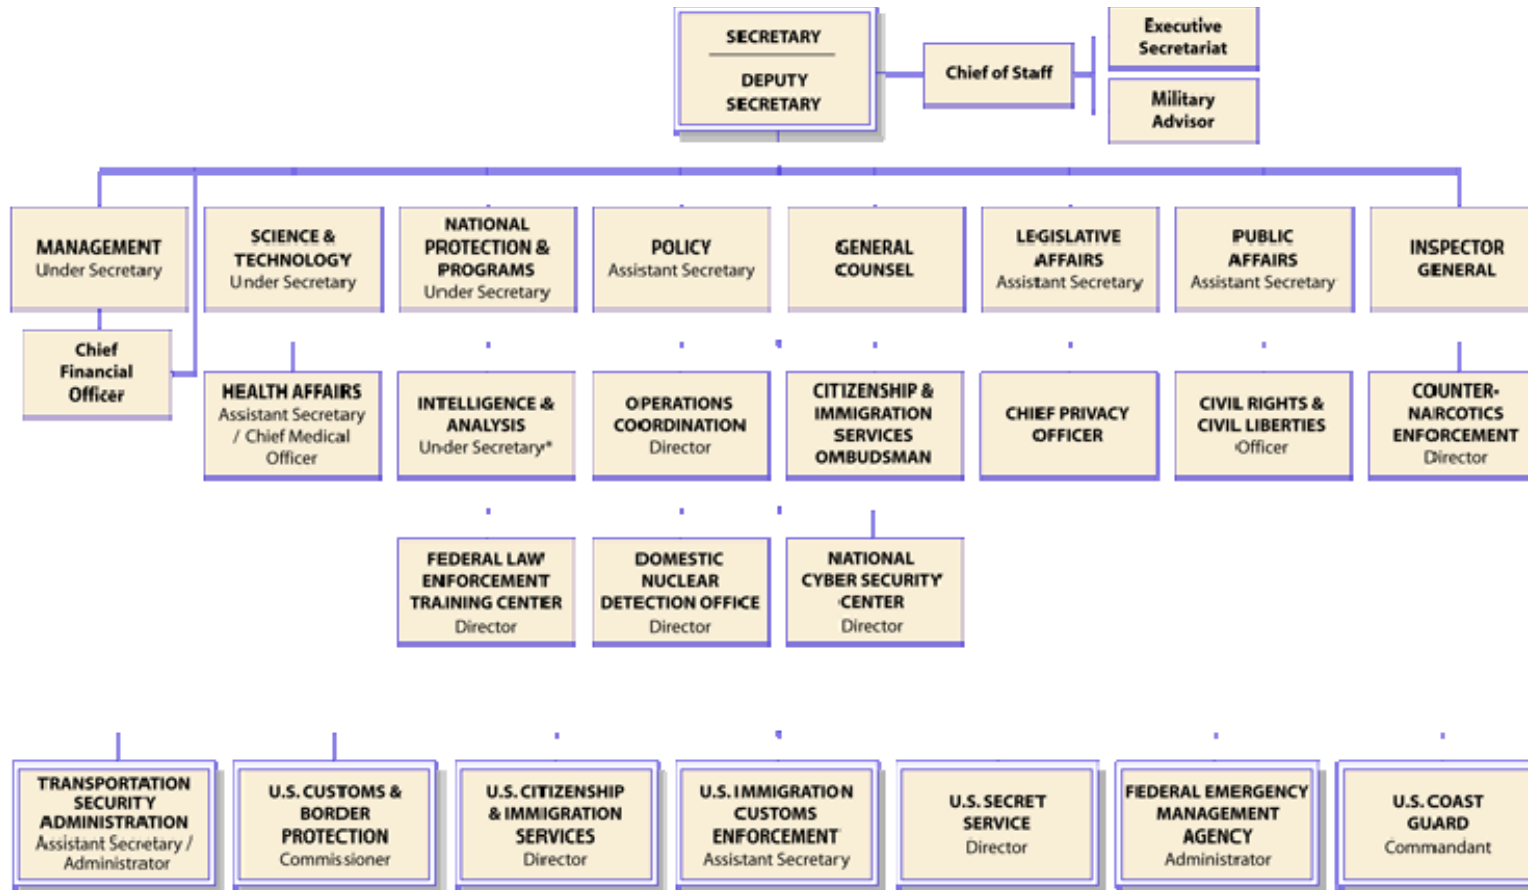 SECRETARY
DEPUTY
SECRETARY
Chief of Staff
Executive
Secretariat
Military
Advisor
MANAGEMENT
Under Secretary
SCIENCE &
TECHNOLOGY
Under Secretary
NATIONAL
PROTECTION &
PROGRAMS
Under Secretary
POLICY
Assistant Secretary
GENERAL
COUNSEL
LEGISLATIVE
AFFAIRS
Assistant Secretary
PUBLIC
AFFAIRS
Assistant Secretary
INSPECTOR
GENERAL
Chief
Financial
Officer
HEALTH AFFAIRS
Assistant Secretary
/ Chief Medical
Officer
INTELLIGENCE &
ANALYSIS
Under Secretary*
OPERATIONS
COORDINATION
Director
CITIZENSHIP &
IMMIGRATION
SERVICES
OMBUDSMAN
CHIEF PRIVACY
OFFICER
CIVIL RIGHTS &
CIVIL LIBERTIES
Officer
COUNTER-
NARCOTICS
ENFORCEMENT
Director
FEDERAL LAW
ENFORCEMENT
TRAINING CENTER
Director
DOMESTIC
NUCLEAR
DETECTION OFFICE
Director
NATIONAL
CYBER SECURITY
CENTER
Director
TRANSPORTATION
SECURITY
ADMINISTRATION
Assistant Secretary /
Administrator
U.S. CUSTOMS &
BORDER
PROTECTION
Commissioner
U.S. CITIZENSHIP
& IMMIGRATION
SERVICES
Director
U.S. IMMIGRATION
CUSTOMS
ENFORCEMENT
Assistant Secretary
U.S. SECRET
SERVICE
Director
FEDERAL EMERGENCY
MANAGEMENT
AGENCY
Administrator
U.S. COAST
GUARD
Commandant